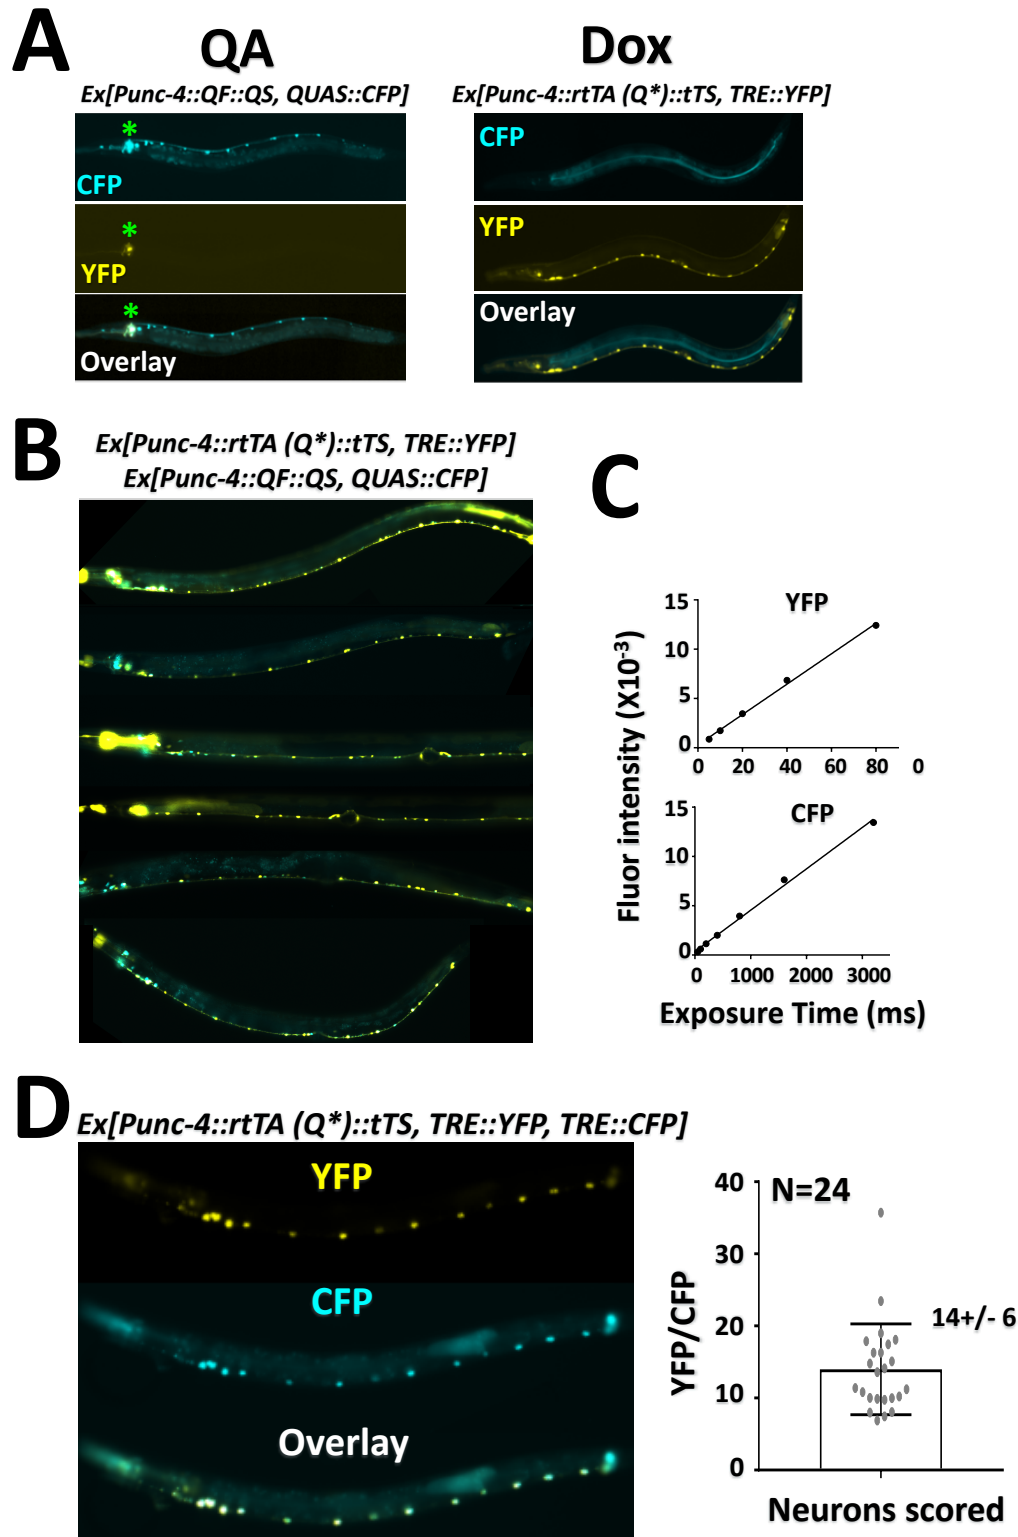 A
QA
Dox
Ex[Punc-4::QF::QS, QUAS::CFP]
Ex[Punc-4::rtTA (Q*)::tTS, TRE::YFP]
*
CFP
*
YFP
*
Overlay
CFP
YFP
Overlay
B
Ex[Punc-4::rtTA (Q*)::tTS, TRE::YFP]
Ex[Punc-4::QF::QS, QUAS::CFP]
C
Fluor intensity (X10-3)
YFP
15
10
5
0
0 20 40 60 80 0
CFP
15
10
5
0
0 1000 2000 3000
Exposure Time (ms)
D
Ex[Punc-4::rtTA (Q*)::tTS, TRE::YFP, TRE::CFP]
YFP
CFP
Overlay
YFP/CFP
40
30
20
10
0
N=24
14+/- 6
Neurons scored